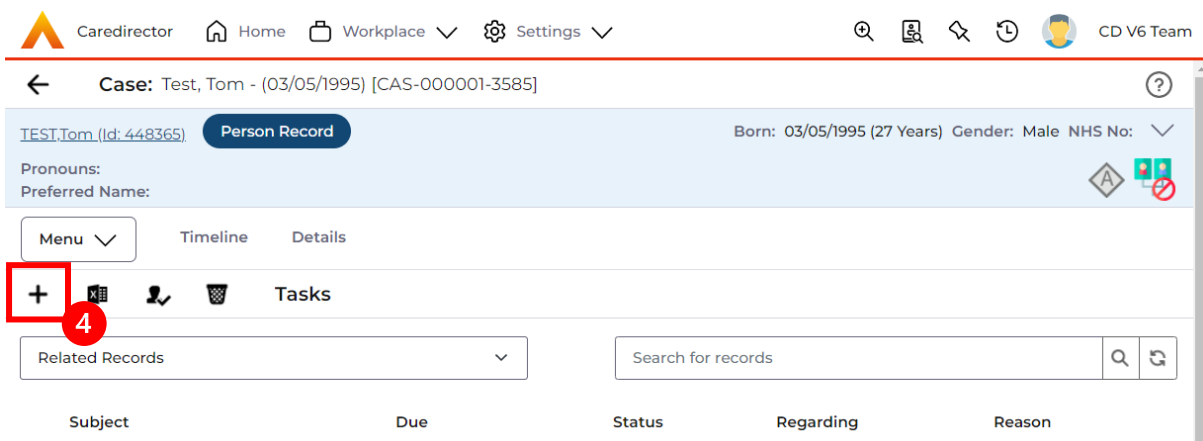 Caredirector Home Workplace Settings CD V6 Team
Case: Test, Tom - (03/05/1995) [CAS-000001-3585]
TEST,Tom (Id: 448365) Person Record Born: 03/05/1995 (27 Years) Gender: Male NHS No:
Pronouns:
Preferred Name:
A
Menu Timeline Details
Tasks
4
Related Records Search for records
Subject Due Status Regarding Reason